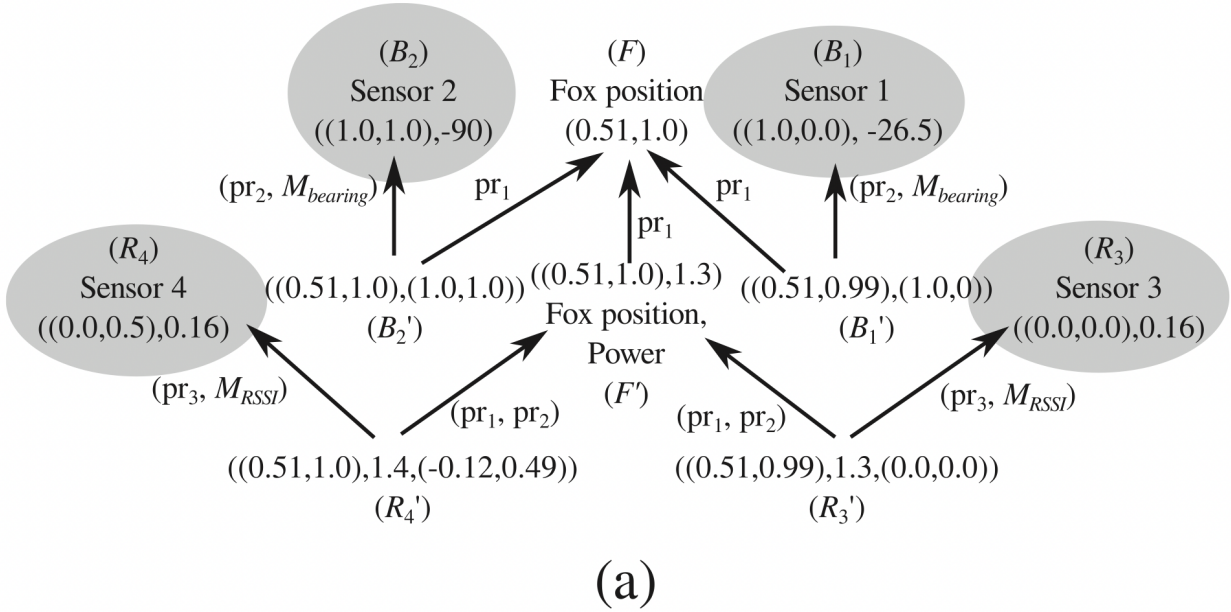 (B₂)
Sensor 2
((1.0,1.0),-90)
(F)
Fox position
(0.51,1.0)
(B₁)
Sensor 1
((1.0,0.0), -26.5)
(pr₂, M_bearing)
pr₁
pr₁
pr₁
(pr₂, M_bearing)
(R₄)
Sensor 4
((0.0,0.5),0.16)
((0.51,1.0),(1.0,1.0))
(B₂')
((0.51,1.0),1.3)
Fox position,
Power
(F')
((0.51,0.99),(1.0,0))
(B₁')
(R₃)
Sensor 3
((0.0,0.0),0.16)
(pr₃, M_RSSI)
(pr₁, pr₂)
(pr₁, pr₂)
(pr₃, M_RSSI)
((0.51,1.0),1.4,(-0.12,0.49))
(R₄')
((0.51,0.99),1.3,(0.0,0.0))
(R₃')
(a)